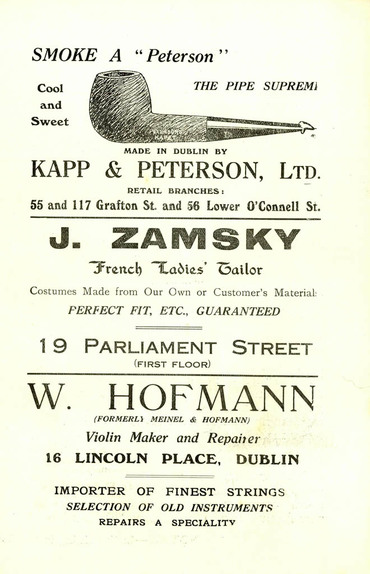 SMOKE A "Peterson"
Cool
and
Sweet
THE PIPE SUPREM
MADE IN DUBLIN BY
KAPP & PETERSON, LTD.
RETAIL BRANCHES:
55 and 117 Grafton St. and 56 Lower O'Connell St.
J. ZAMSKY
French Ladies' Tailor
Costumes Made from Our Own or Customer's Material
PERFECT FIT, ETC., GUARANTEED
19 PARLIAMENT STREET
(FIRST FLOOR)
W. HOFMANN
(FORMERLY MEINEL & HOFMANN)
Violin Maker and Repairer
16 LINCOLN PLACE, DUBLIN
IMPORTER OF FINEST STRINGS
SELECTION OF OLD INSTRUMENTS
REPAIRS A SPECIALITY